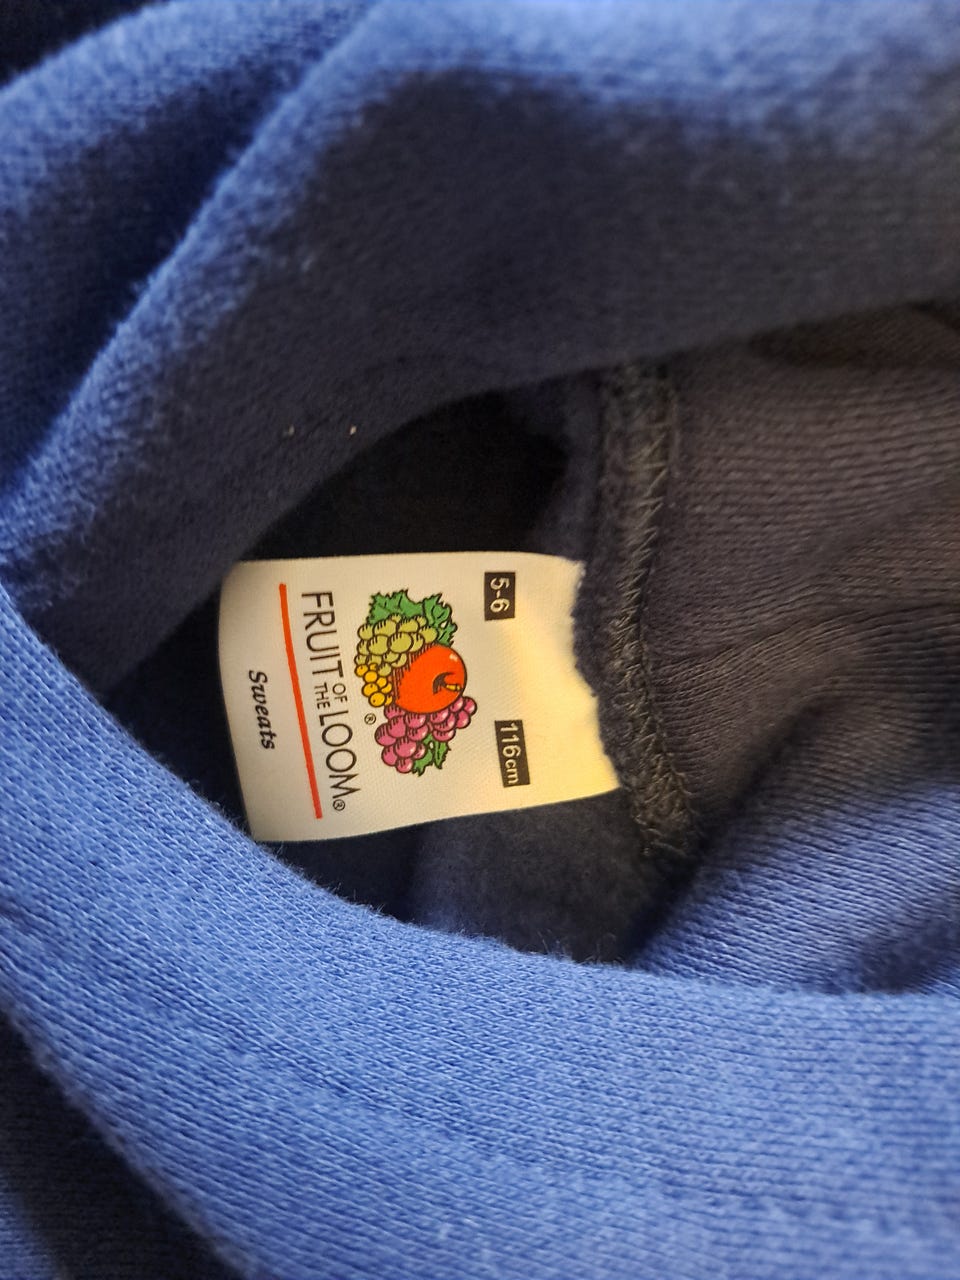 5-6 116cm
®
FRUIT OF THE LOOM®
Sweats